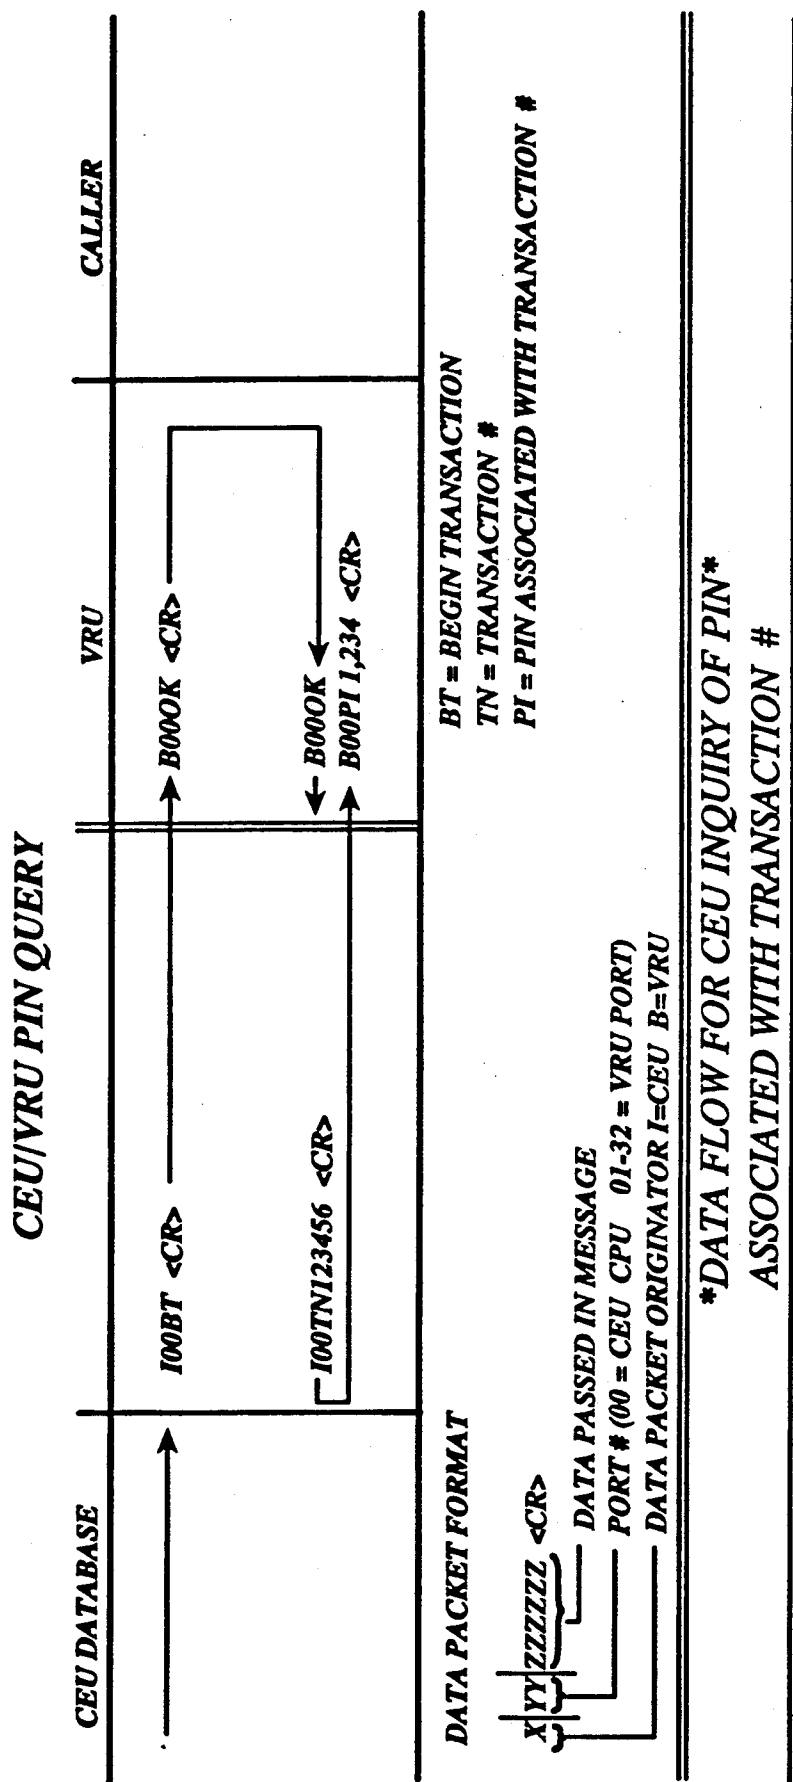 CEU/VRU PIN QUERY
CEU DATABASE
VRU
CALLER
I00BT <CR>
B00OK <CR>
I00TN123456 <CR>
B00OK
B00PI 1,234 <CR>
DATA PACKET FORMAT
X YY ZZZZZZ <CR>
DATA PASSED IN MESSAGE
PORT # (00 = CEU CPU 01-32 = VRU PORT)
DATA PACKET ORIGINATOR I=CEU B=VRU
BT = BEGIN TRANSACTION
TN = TRANSACTION #
PI = PIN ASSOCIATED WITH TRANSACTION #
*DATA FLOW FOR CEU INQUIRY OF PIN*
ASSOCIATED WITH TRANSACTION #